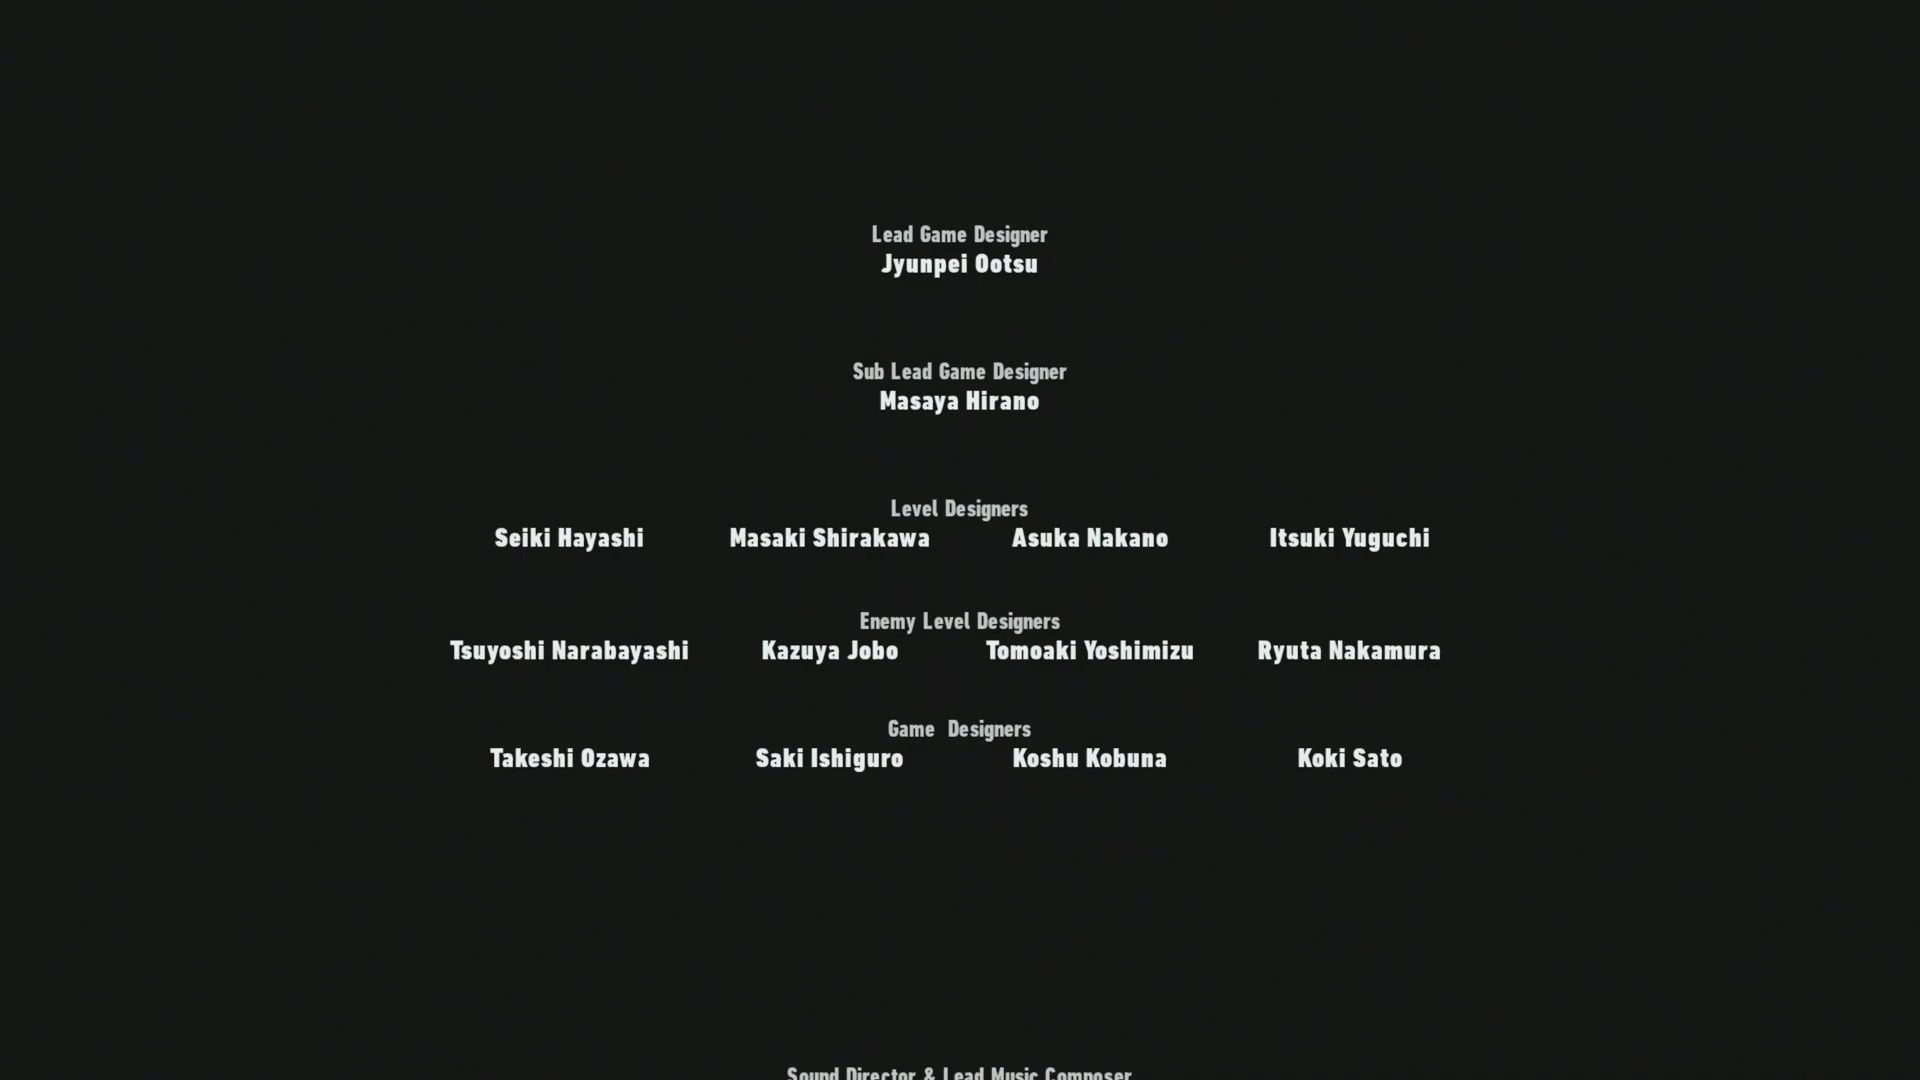 Lead Game Designer
Jyunpei Ootsu
Sub Lead Game Designer
Masaya Hirano
Level Designers
Seiki Hayashi Masaki Shirakawa Asuka Nakano Itsuki Yuguchi
Enemy Level Designers
Tsuyoshi Narabayashi Kazuya Jobo Tomoaki Yoshimizu Ryuta Nakamura
Game Designers
Takeshi Ozawa Saki Ishiguro Koshu Kobuna Koki Sato
Sound Director & Lead Music Composer